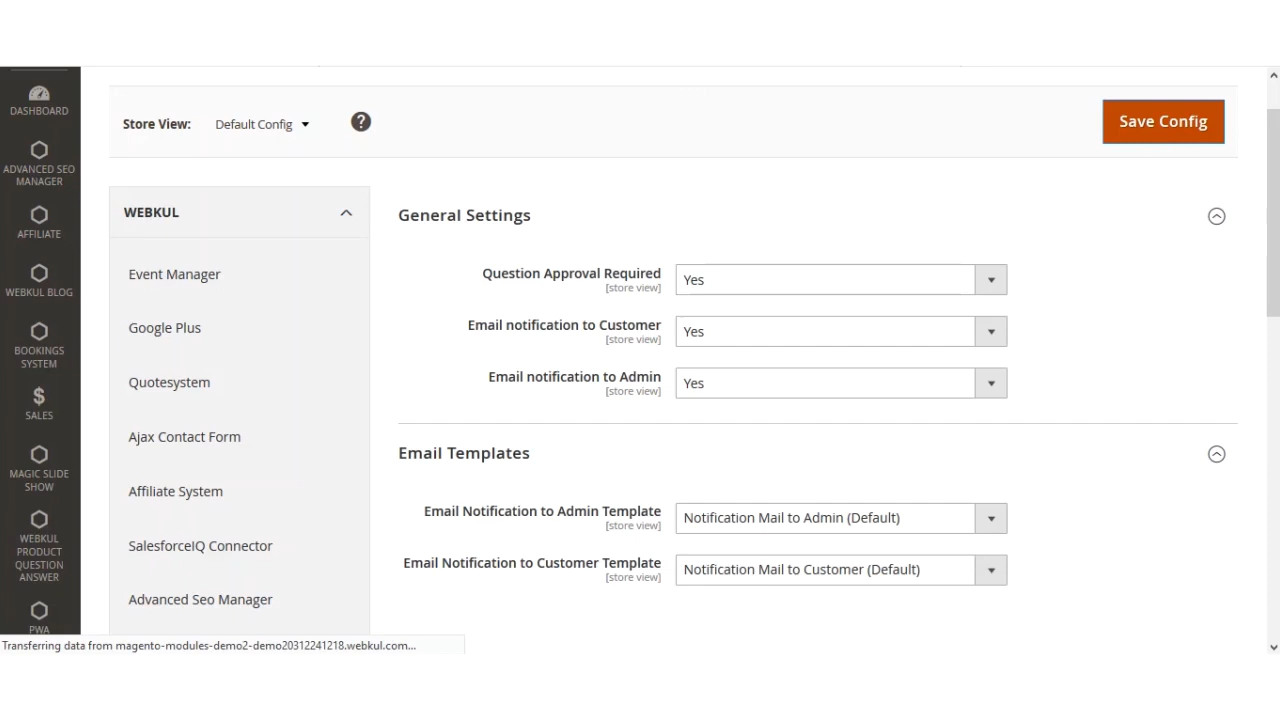 DASHBOARD
ADVANCED SEO
MANAGER
AFFILIATE
WEBKUL BLOG
BOOKINGS
SYSTEM
$
SALES
MAGIC SLIDE
SHOW
WEBKUL
PRODUCT
QUESTION
ANSWER
PWA
Store View: Default Config ?
Save Config
WEBKUL
Event Manager
Google Plus
Quotesystem
Ajax Contact Form
Affiliate System
SalesforceIQ Connector
Advanced Seo Manager
General Settings
Question Approval Required Yes
[store view]
Email notification to Customer Yes
[store view]
Email notification to Admin Yes
[store view]
Email Templates
Email Notification to Admin Template Notification Mail to Admin (Default)
[store view]
Email Notification to Customer Template Notification Mail to Customer (Default)
[store view]
Transferring data from magento-modules-demo2-demo20312241218.webkul.com...